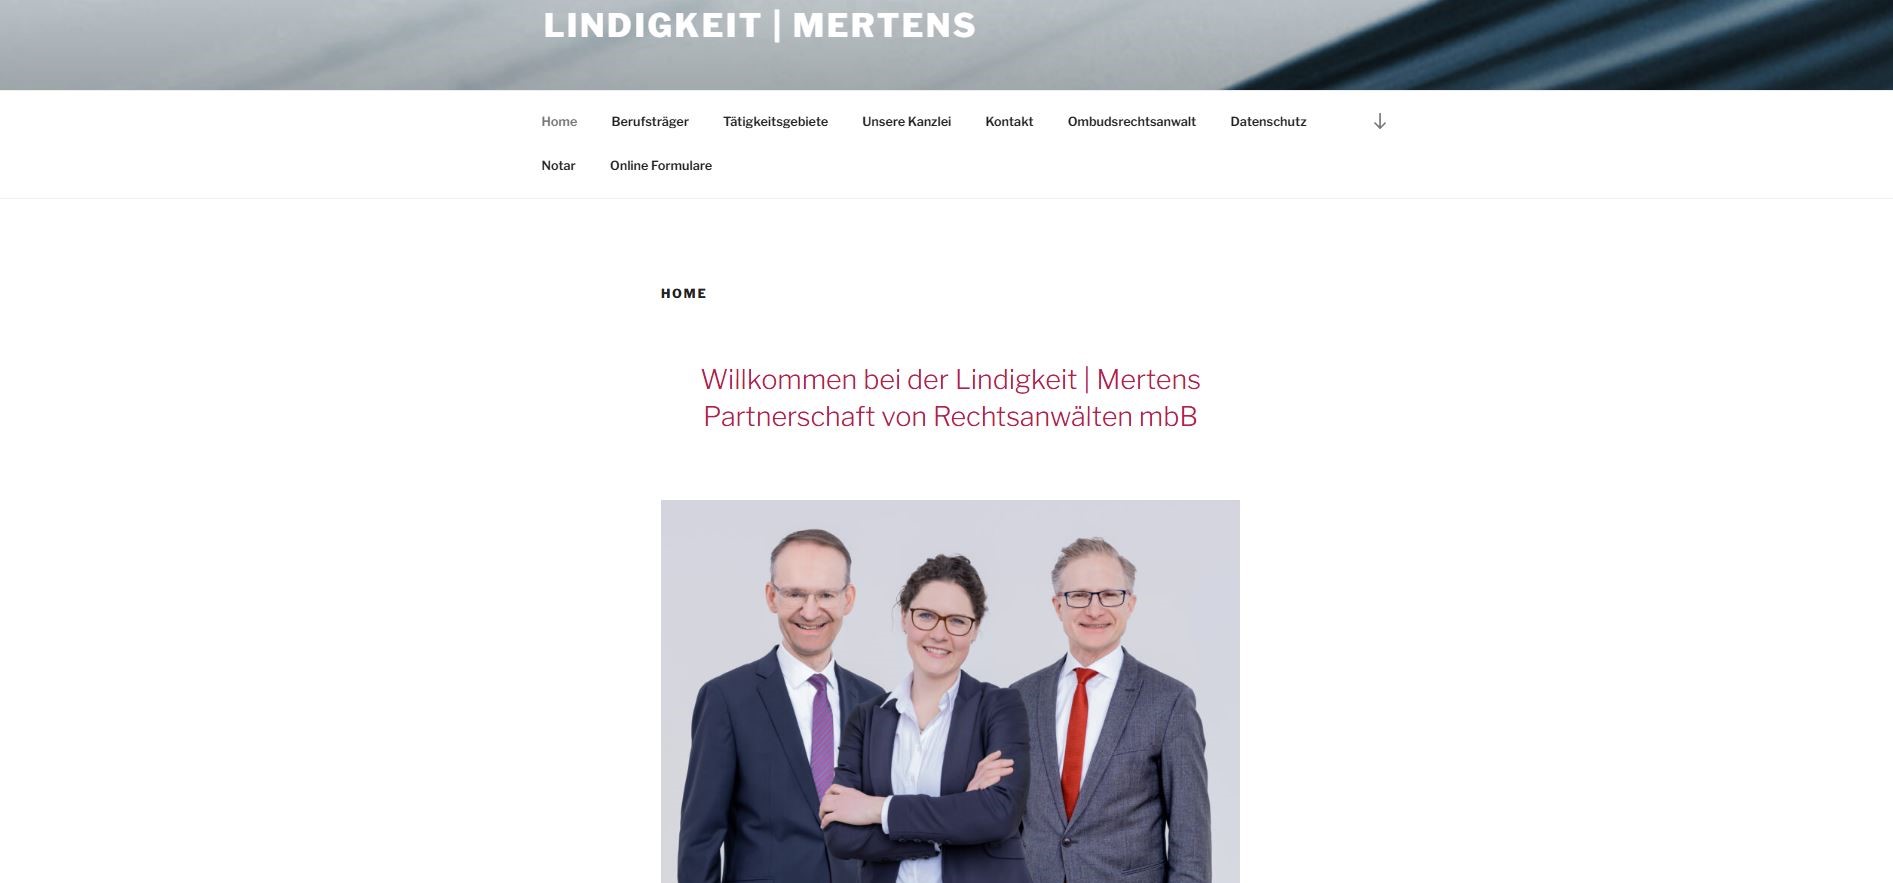 LINDIGKEIT | MERTENS
Home Berufsträger Tätigkeitsgebiete Unsere Kanzlei Kontakt Ombudsrechtsanwalt Datenschutz
Notar Online Formulare
HOME
Willkommen bei der Lindigkeit | Mertens
Partnerschaft von Rechtsanwälten mbB